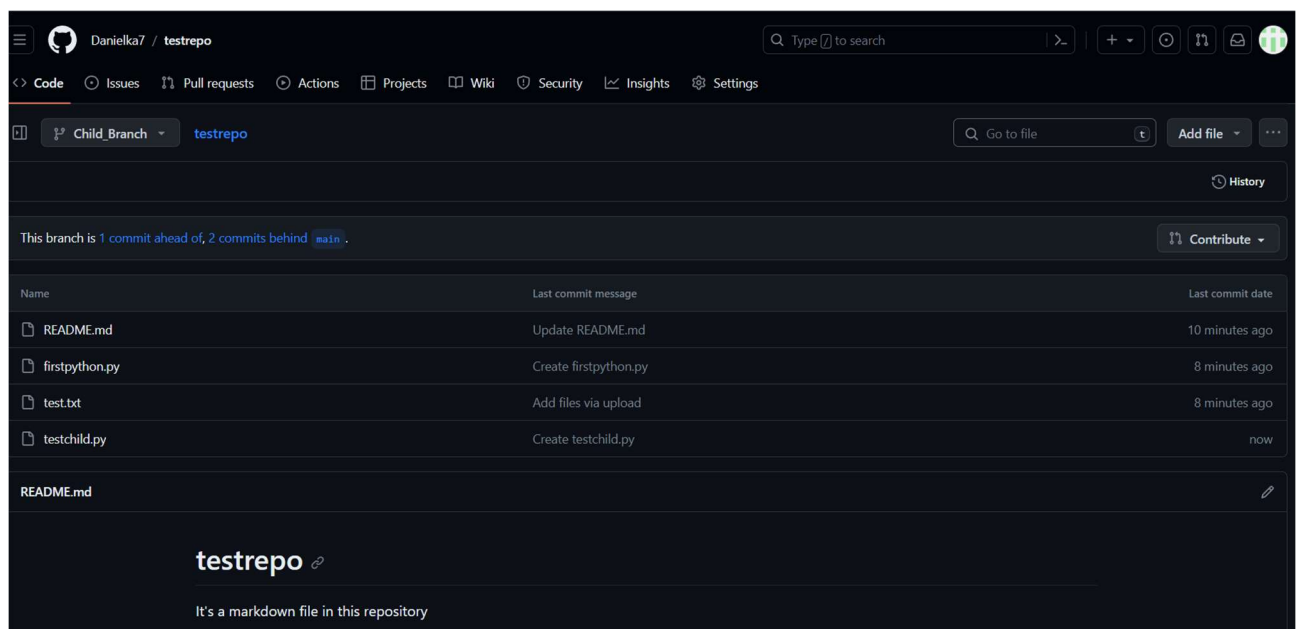 Danielka7 / testrepo
Type / to search
Code Issues Pull requests Actions Projects Wiki Security Insights Settings
Child_Branch testrepo
Go to file t Add file
History
This branch is 1 commit ahead of, 2 commits behind main .
Contribute
Name Last commit message Last commit date
README.md Update README.md 10 minutes ago
firstpython.py Create firstpython.py 8 minutes ago
test.txt Add files via upload 8 minutes ago
testchild.py Create testchild.py now
README.md
testrepo
It's a markdown file in this repository